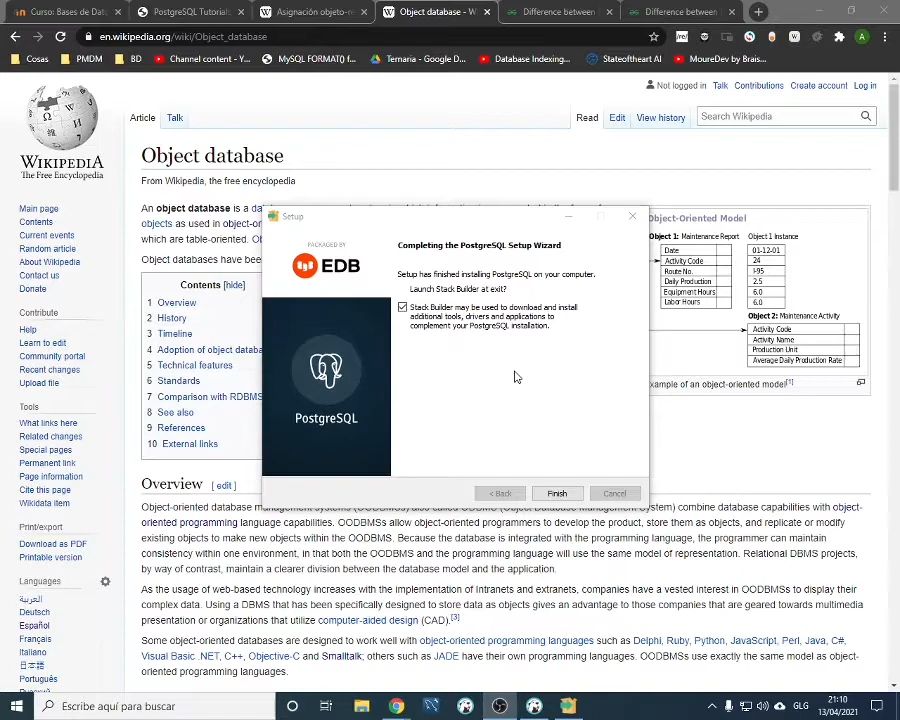 Curso: Bases de Dat
PostgreSQL Tutorial
Asignación objeto-r
Object database - W
Difference between
Difference between
en.wikipedia.org/wiki/Object_database
Cosas
PMDM
BD
Channel content - Y...
MySQL FORMAT() f...
Temaria - Google D...
Database Indexing,...
Stateoftheart AI
MoureDev by Brais...
Not logged in
Talk
Contributions
Create account
Log in
WIKIPEDIA
The Free Encyclopedia
Article
Talk
Read
Edit
View history
Search Wikipedia
Object database
From Wikipedia, the free encyclopedia
An object database is a
objects as used in object-or
which are table-oriented.
Object databases have been
Contents [hide]
1 Overview
2 History
3 Timeline
4 Adoption of object databa
5 Technical features
6 Standards
7 Comparison with RDBMS
8 See also
9 References
10 External links
Main page
Contents
Current events
Random article
About Wikipedia
Contact us
Donate
Contribute
Help
Learn to edit
Community portal
Recent changes
Upload file
Tools
What links here
Related changes
Special pages
Permanent link
Page information
Cite this page
Wikidata item
Print/export
Download as PDF
Printable version
Languages
العربية
Deutsch
Español
Français
Italiano
日本語
Português
Setup
PACKAGED BY
EDB
PostgreSQL
Completing the PostgreSQL Setup Wizard
Setup has finished installing PostgreSQL on your computer.
Launch Stack Builder at exit?
Stack Builder may be used to download and install
additional tools, drivers and applications to
complement your PostgreSQL installation.
< Back
Finish
Cancel
Object-Oriented Model
Object 1: Maintenance Report Object 1 Instance
Date 01-12-01
Activity Code 24
Route No. I-95
Daily Production 2.5
Equipment Hours 6.0
Labor Hours 6.0
Object 2: Maintenance Activity
Activity Code
Activity Name
Production Unit
Average Daily Production Rate
xample of an object-oriented model[1]
Overview [ edit ]
Object-oriented database management systems (OODBMSs) also called ODBMS (Object Database Management System) combine database capabilities with object-
oriented programming language capabilities. OODBMSs allow object-oriented programmers to develop the product, store them as objects, and replicate or modify
existing objects to make new objects within the OODBMS. Because the database is integrated with the programming language, the programmer can maintain
consistency within one environment, in that both the OODBMS and the programming language will use the same model of representation. Relational DBMS projects,
by way of contrast, maintain a clearer division between the database model and the application.
As the usage of web-based technology increases with the implementation of Intranets and extranets, companies have a vested interest in OODBMSs to display their
complex data. Using a DBMS that has been specifically designed to store data as objects gives an advantage to those companies that are geared towards multimedia
presentation or organizations that utilize computer-aided design (CAD).[3]
Some object-oriented databases are designed to work well with object-oriented programming languages such as Delphi, Ruby, Python, JavaScript, Perl, Java, C#,
Visual Basic .NET, C++, Objective-C and Smalltalk; others such as JADE have their own programming languages. OODBMSs use exactly the same model as object-
oriented programming languages.
Escribe aquí para buscar
GLG
21:10
13/04/2021